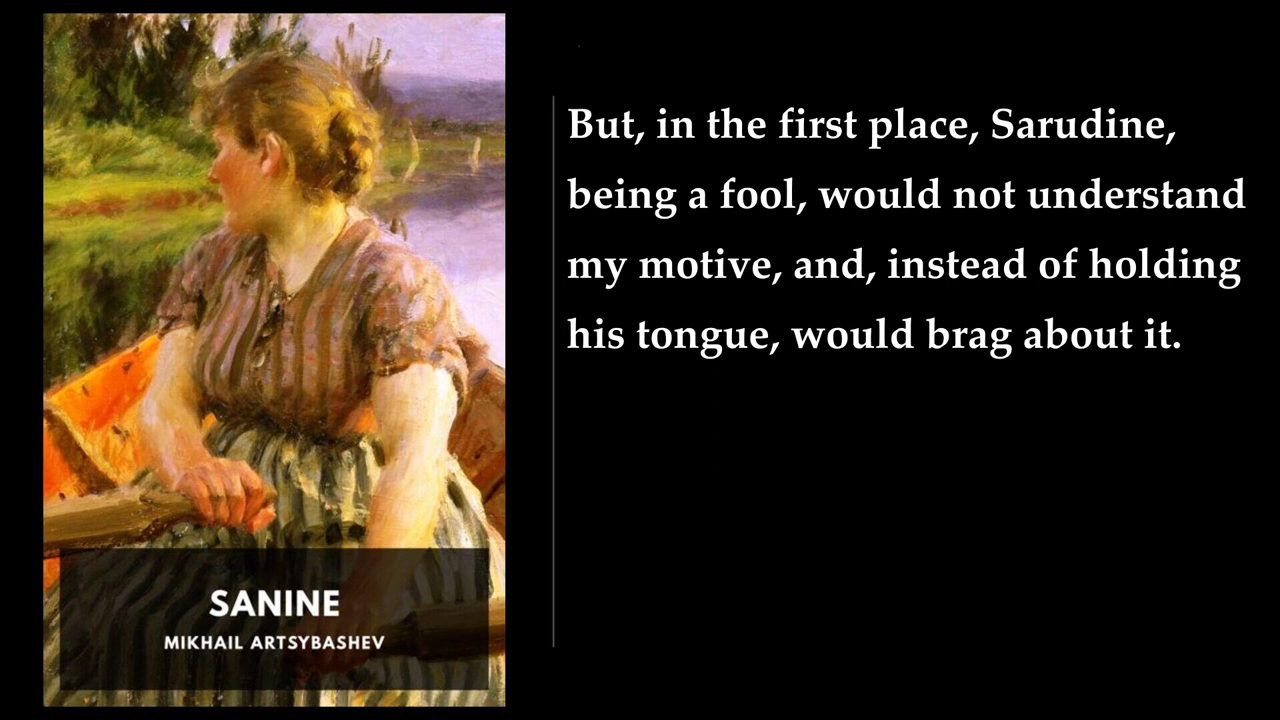 SANINE
MIKHAIL ARTSYBASHEV
But, in the first place, Sarudine,
being a fool, would not understand
my motive, and, instead of holding
his tongue, would brag about it.